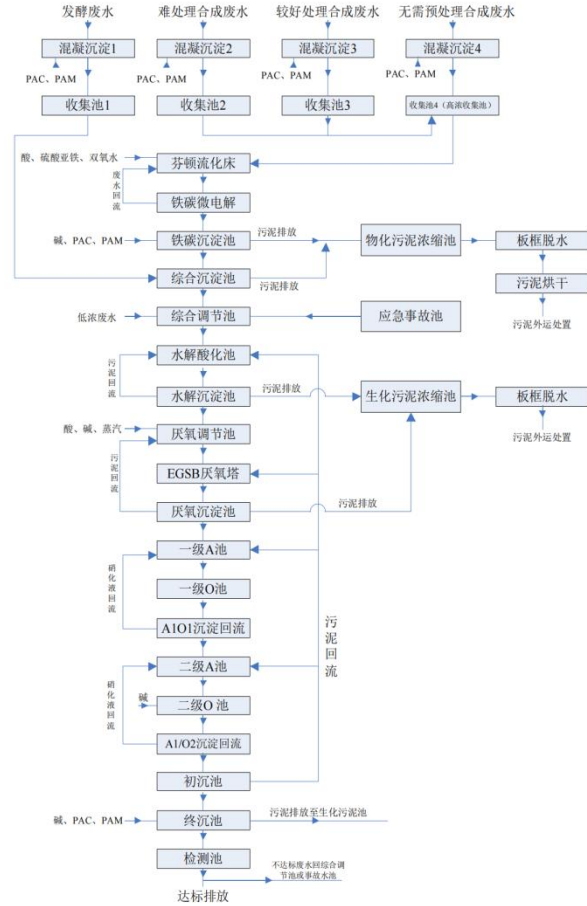 发酵废水
难处理合成废水
较好处理合成废水
无需预处理合成废水
混凝沉淀1
混凝沉淀2
混凝沉淀3
混凝沉淀4
PAC、PAM
PAC、PAM
PAC、PAM
PAC、PAM
收集池1
收集池2
收集池3
收集池4（高浓收集池）
酸、硫酸亚铁、双氧水
芬顿流化床
废水回流
铁碳微电解
碱、PAC、PAM
铁碳沉淀池
污泥排放
物化污泥浓缩池
板框脱水
综合沉淀池
污泥排放
污泥烘干
低浓废水
综合调节池
应急事故池
污泥外运处置
水解酸化池
污泥回流
水解沉淀池
污泥排放
生化污泥浓缩池
板框脱水
酸、碱、蒸汽
厌氧调节池
污泥外运处置
污泥回流
EGSB厌氧塔
厌氧沉淀池
污泥排放
一级A池
硝化液回流
一级O池
A1O1沉淀回流
污泥回流
二级A池
硝化液回流
碱
二级O 池
A1/O2沉淀回流
初沉池
碱、PAC、PAM
终沉池
污泥排放至生化污泥池
检测池
不达标废水回综合调
节池或事故水池
达标排放